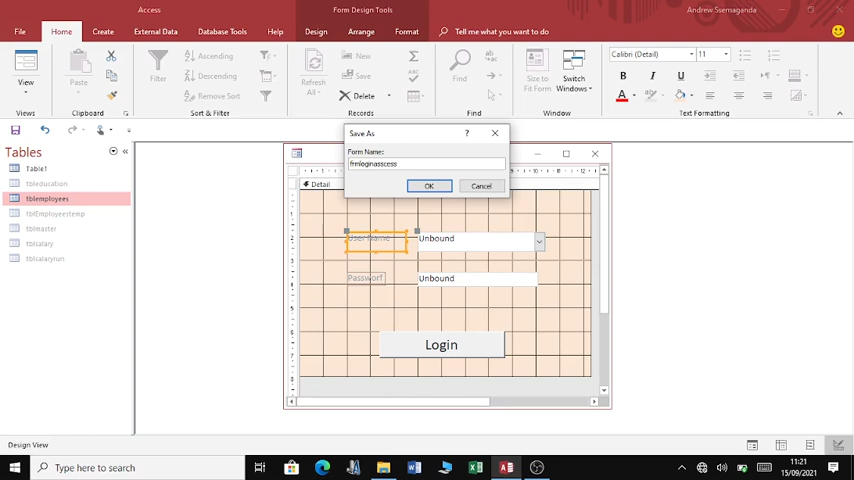 Access
Form Design Tools
Andrew Ssemaganda
File Home Create External Data Database Tools Help Design Arrange Format Tell me what you want to do
View
Views
Paste
Clipboard
Filter
Ascending
Descending
Remove Sort
Sort & Filter
Refresh
All
New
Save
Delete
Records
Find
Find
Size to
Fit Form
Switch
Windows
Window
Calibri (Detail) 11
B I U
A
Text Formatting
Tables
Table1
tbleducation
tblemployees
tblEmployeestemp
tblmaster
tblsalary
tblsalaryrun
Save As
Form Name:
frmloginasscess
OK Cancel
Detail
User Name Unbound
Passworf Unbound
Login
Design View
Type here to search
11:21
15/09/2021